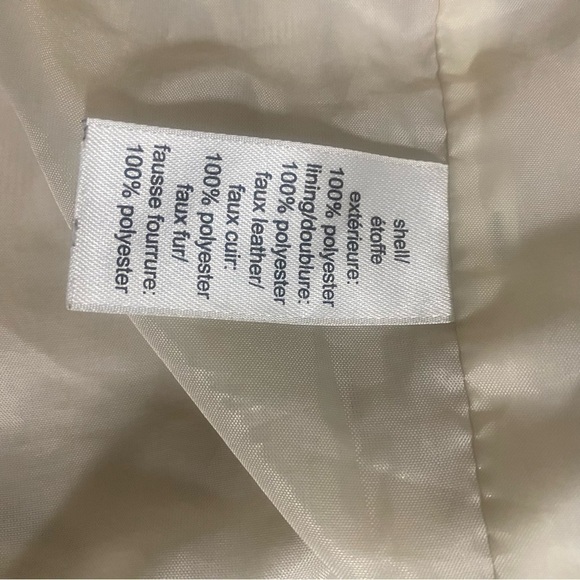 shell/
étoffe
extérieure:
100% polyester
lining/doublure:
100% polyester
faux leather/
faux cuir:
100% polyester
faux fur/
fausse fourrure:
100% polyester